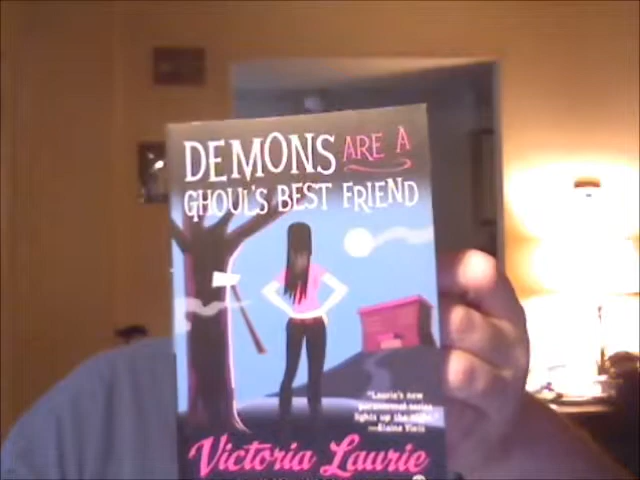 DEMONS ARE A
GHOUL'S BEST FRIEND
"Laurie's new
paranormal series
lights up the night."
—Elaine Viets
Victoria Laurie